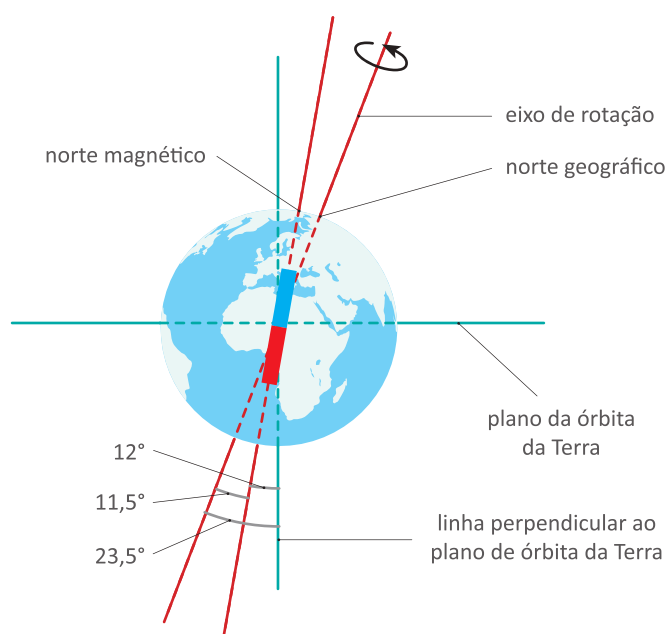 eixo de rotação
norte magnético
norte geográfico
plano da órbita
da Terra
12°
11,5°
23,5°
linha perpendicular ao
plano de órbita da Terra